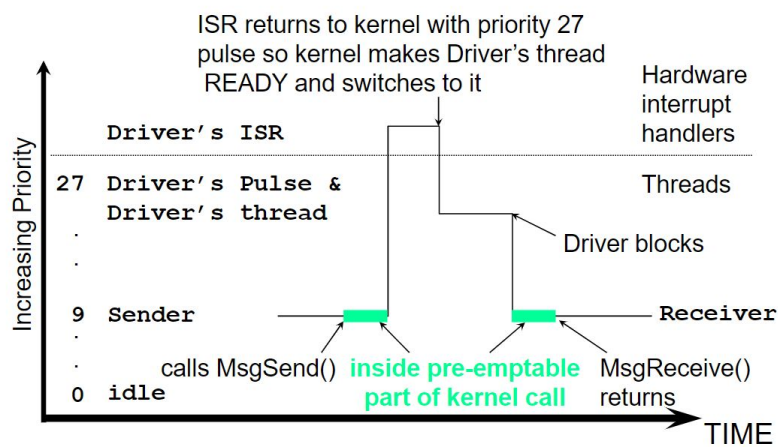 ISR returns to kernel with priority 27
pulse so kernel makes Driver's thread
READY and switches to it
Hardware
interrupt
handlers
Driver's ISR
27 Driver's Pulse &
Driver's thread
Threads
.
.
Driver blocks
9 Sender
Receiver
.
.
calls MsgSend()
inside pre-emptable
part of kernel call
MsgReceive()
returns
0 idle
Increasing Priority
TIME